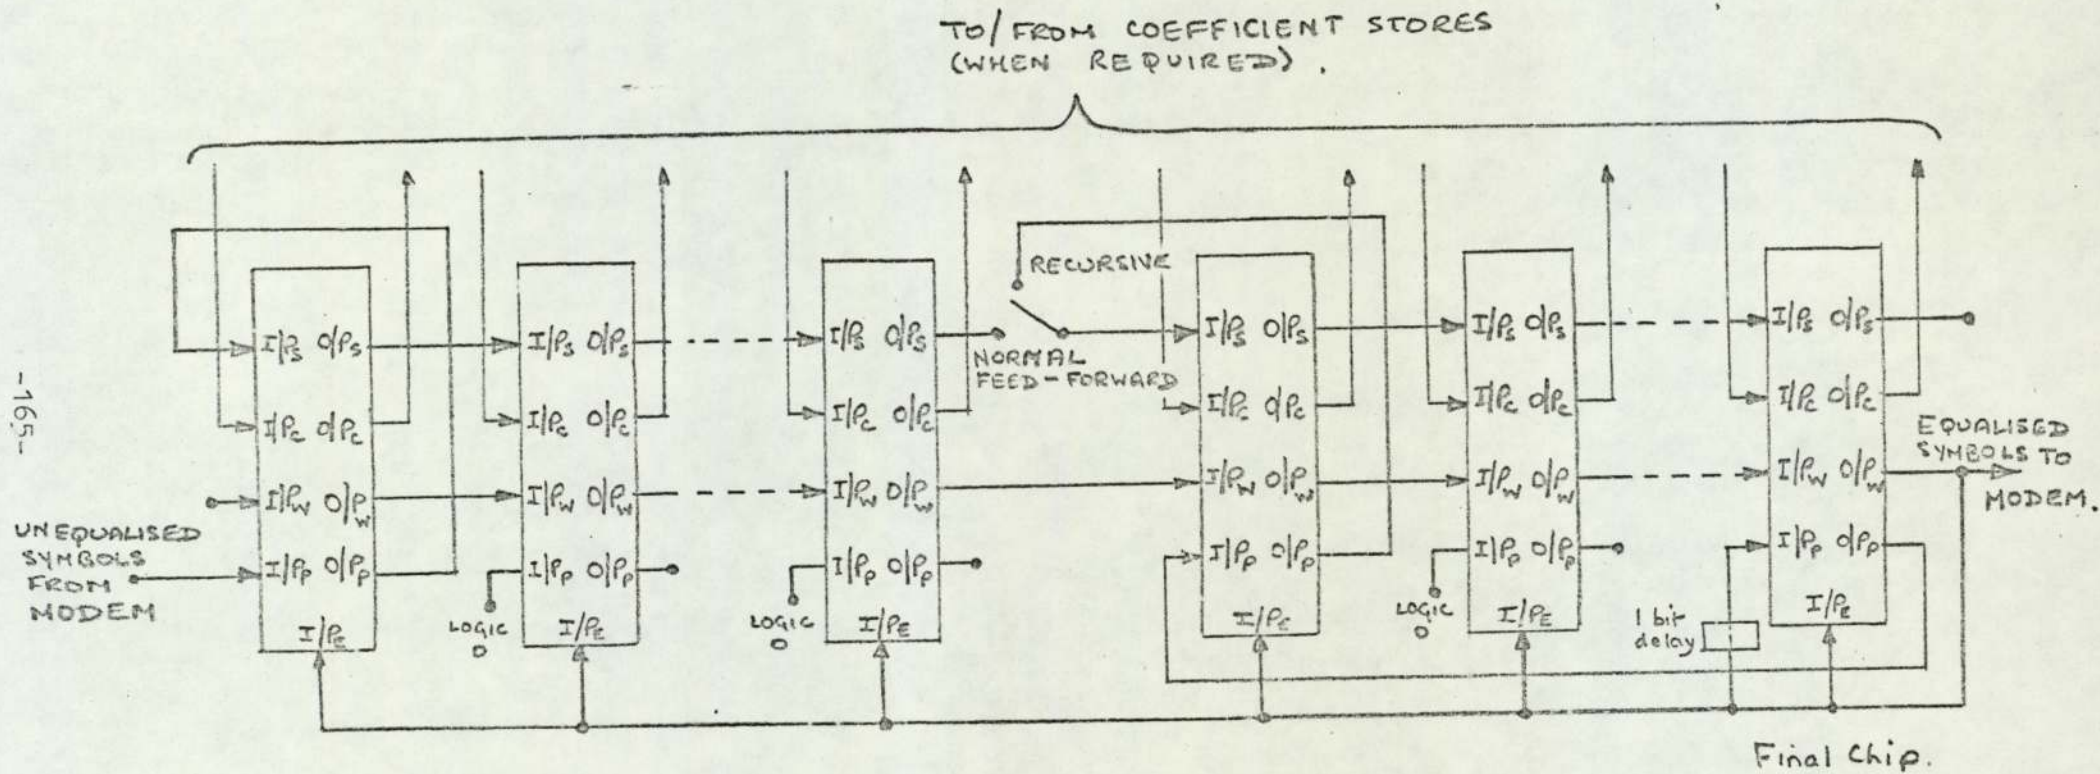 TO/FROM COEFFICIENT STORES
(WHEN REQUIRED).
RECURSIVE
NORMAL
FEED-FORWARD
I/PS O/PS
I/PC O/PC
I/PW O/PW
I/PP O/PP
I/PE
I/PS O/PS
I/PC O/PC
I/PW O/PW
I/PP O/PP
I/PE
I/PS O/PS
I/PC O/PC
I/PW O/PW
I/PP O/PP
I/PE
I/PS O/PS
I/PC O/PC
I/PW O/PW
I/PP O/PP
I/PE
I/PS O/PS
I/PC O/PC
I/PW O/PW
I/PP O/PP
I/PE
I/PS O/PS
I/PC O/PC
I/PW O/PW
I/PP O/PP
I/PE
UNEQUALISED
SYMBOLS
FROM
MODEM
LOGIC
0
LOGIC
0
LOGIC
0
1 bit
delay
EQUALISED
SYMBOLS TO
MODEM.
Final Chip.
-165-